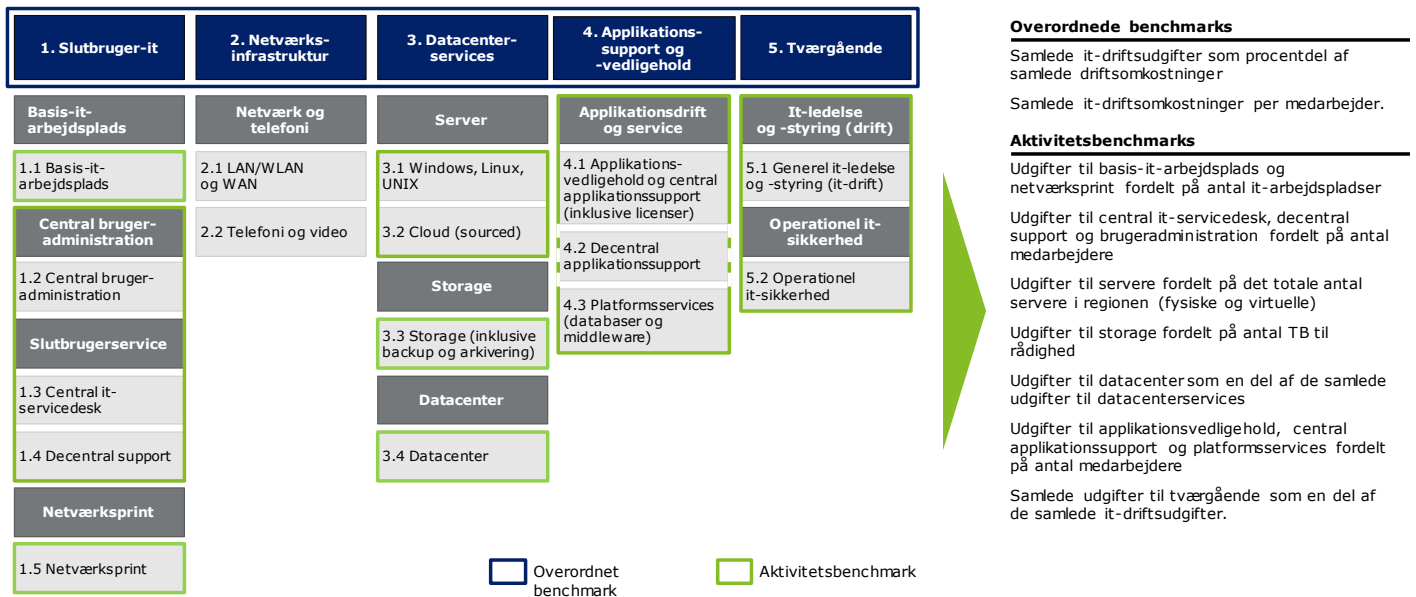 1. Slutbruger-it
2. Netværks-
infrastruktur
3. Datacenter-
services
4. Applikations-
support og
-vedligehold
5. Tværgående
Basis-it-
arbejdsplads
1.1 Basis-it-
arbejdsplads
Central bruger-
administration
1.2 Central bruger-
administration
Slutbrugerservice
1.3 Central it-
servicedesk
1.4 Decentral support
Netværksprint
1.5 Netværksprint
Netværk og
telefoni
2.1 LAN/WLAN
og WAN
2.2 Telefoni og video
Server
3.1 Windows, Linux,
UNIX
3.2 Cloud (sourced)
Storage
3.3 Storage (inklusive
backup og arkivering)
Datacenter
3.4 Datacenter
Applikationsdrift
og service
4.1 Applikations-
vedligehold og central
applikationssupport
(inklusive licenser)
4.2 Decentral
applikationssupport
4.3 Platformsservices
(databaser og
middleware)
It-ledelse
og -styring (drift)
5.1 Generel it-ledelse
og -styring (it-drift)
Operationel it-
sikkerhed
5.2 Operationel
it-sikkerhed
Overordnet
benchmark
Aktivitetsbenchmark
Overordnede benchmarks
Samlede it-driftsudgifter som procentdel af
samlede driftsomkostninger
Samlede it-driftsomkostninger per medarbejder.
Aktivitetsbenchmarks
Udgifter til basis-it-arbejdsplads og
netværksprint fordelt på antal it-arbejdspladser
Udgifter til central it-servicedesk, decentral
support og brugeradministration fordelt på antal
medarbejdere
Udgifter til servere fordelt på det totale antal
servere i regionen (fysiske og virtuelle)
Udgifter til storage fordelt på antal TB til
rådighed
Udgifter til datacenter som en del af de samlede
udgifter til datacenterservices
Udgifter til applikationsvedligehold, central
applikationssupport og platformsservices fordelt
på antal medarbejdere
Samlede udgifter til tværgående som en del af
de samlede it-driftsudgifter.